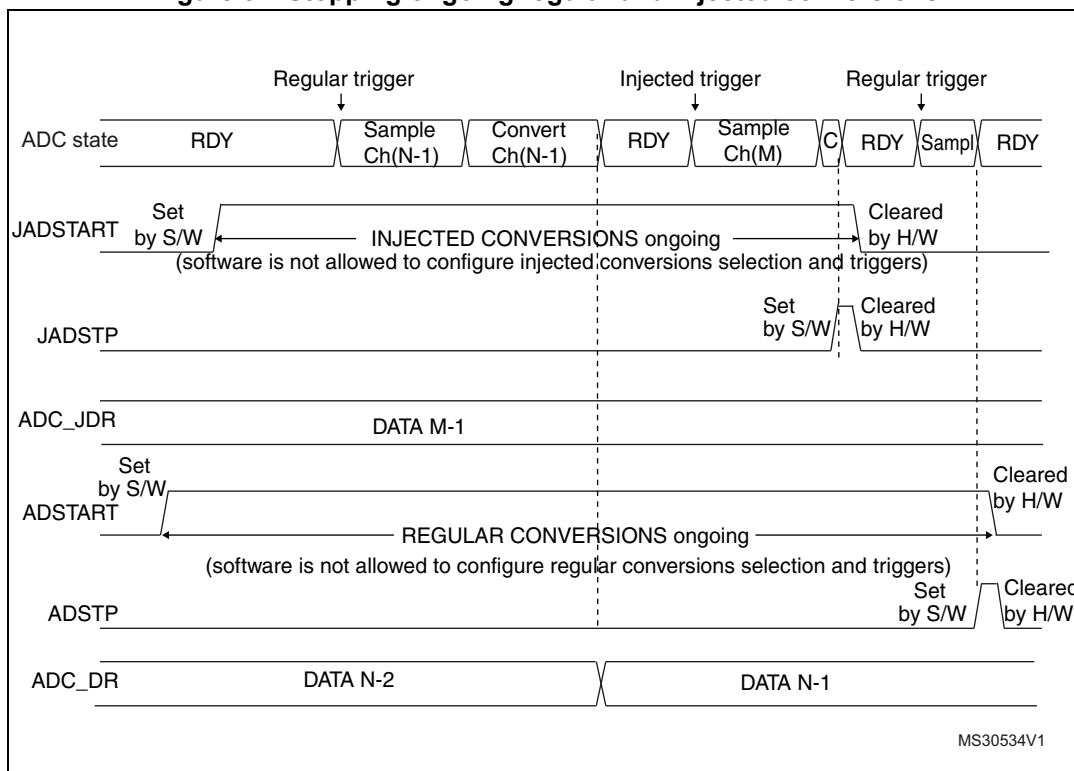 Regular trigger Injected trigger Regular trigger
ADC state RDY Sample Ch(N-1) Convert Ch(N-1) RDY Sample Ch(M) C RDY Sampl RDY
JADSTART Set by S/W INJECTED CONVERSIONS ongoing Cleared by H/W
(software is not allowed to configure injected conversions selection and triggers)
JADSTP Set by S/W Cleared by H/W
ADC_JDR DATA M-1
ADSTART Set by S/W REGULAR CONVERSIONS ongoing Cleared by H/W
(software is not allowed to configure regular conversions selection and triggers)
ADSTP Set by S/W Cleared by H/W
ADC_DR DATA N-2 DATA N-1
MS30534V1